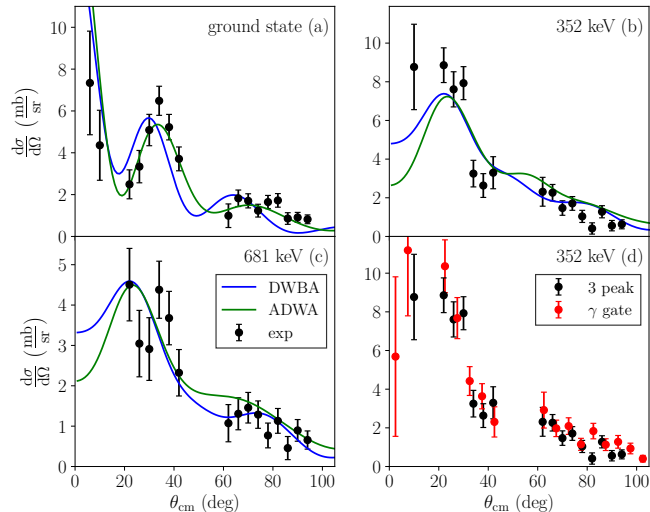 ground state (a)
352 keV (b)
dσ/dΩ (mb/sr)
10
8
6
4
2
0
10
8
6
4
2
0
681 keV (c)
352 keV (d)
DWBA
ADWA
exp
3 peak
γ gate
dσ/dΩ (mb/sr)
5
4
3
2
1
0
10
8
6
4
2
0
0 20 40 60 80 100
0 20 40 60 80 100
θcm (deg)
θcm (deg)